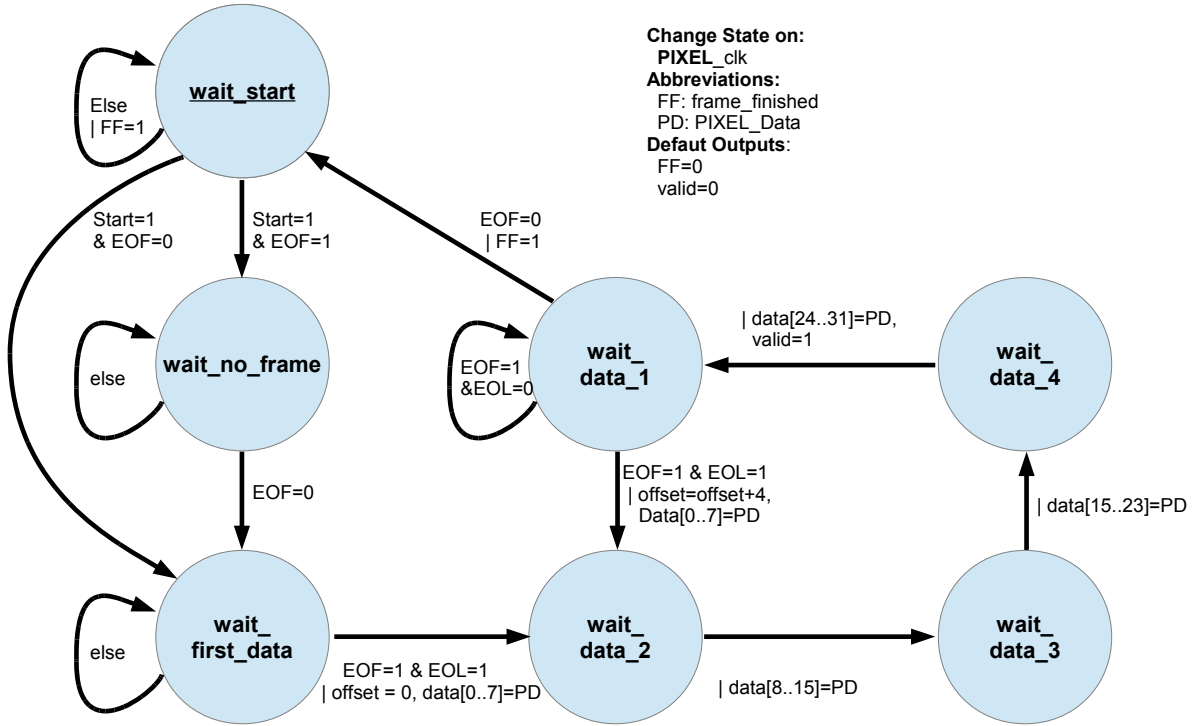 Change State on:
PIXEL_clk
Abbreviations:
FF: frame_finished
PD: PIXEL_Data
Defaut Outputs:
FF=0
valid=0
wait_start
Else
| FF=1
Start=1
& EOF=0
Start=1
& EOF=1
EOF=0
| FF=1
wait_no_frame
else
EOF=0
wait_
data_1
EOF=1
&EOL=0
| data[24..31]=PD,
valid=1
wait_
data_4
EOF=1 & EOL=1
| offset=offset+4,
Data[0..7]=PD
| data[15..23]=PD
wait_
first_data
else
EOF=1 & EOL=1
| offset = 0, data[0..7]=PD
wait_
data_2
| data[8..15]=PD
wait_
data_3